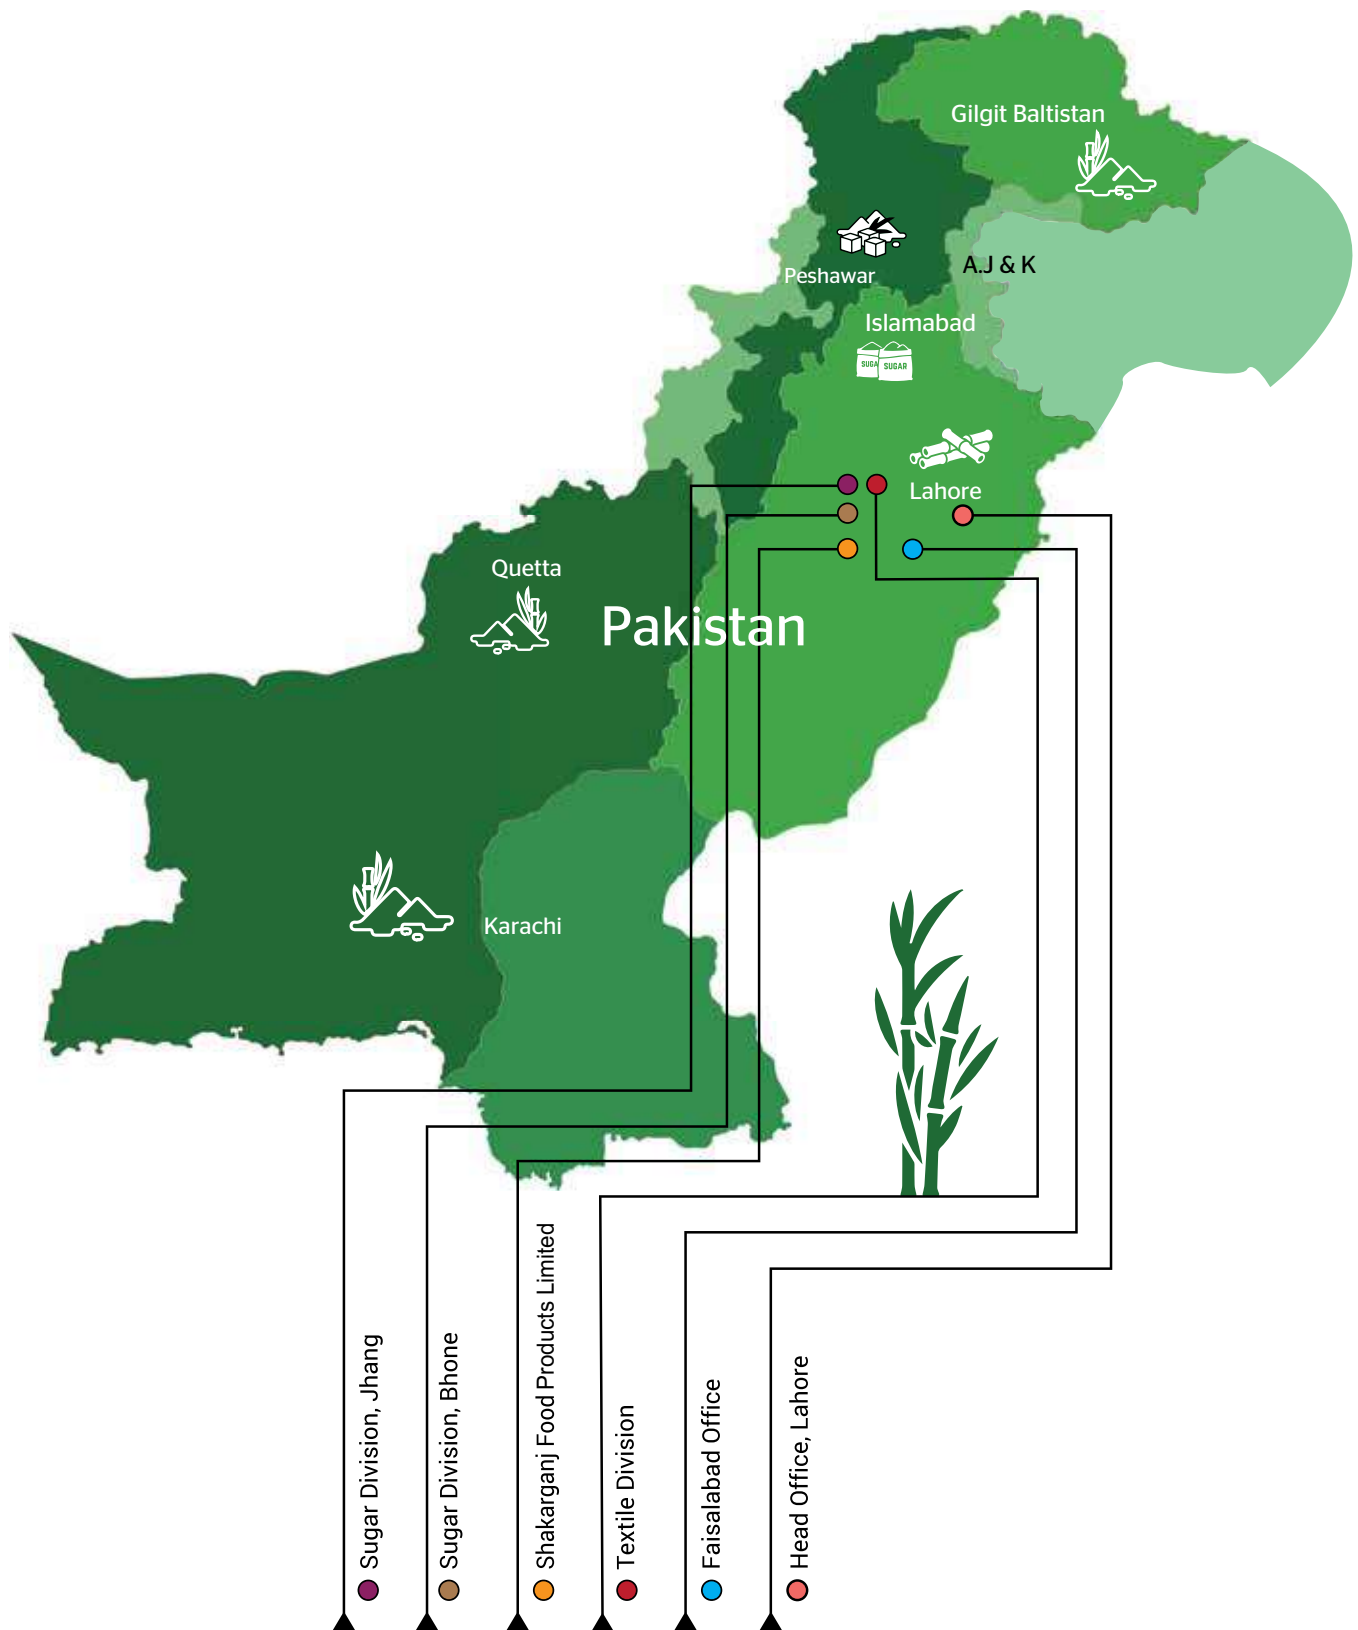 Gilgit Baltistan
Peshawar
A.J & K
Islamabad
SUGA
SUGAR
Lahore
Quetta
Pakistan
Karachi
Sugar Division, Jhang
Sugar Division, Bhone
Shakarganj Food Products Limited
Textile Division
Faisalabad Office
Head Office, Lahore